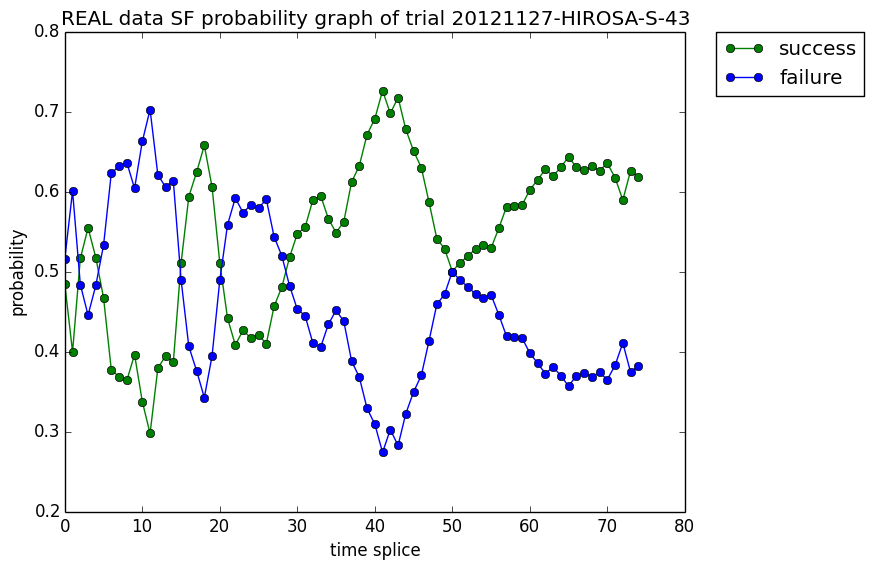 REAL data SF probability graph of trial 20121127-HIROSA-S-43
success
failure
0.8
0.7
0.6
0.5
0.4
0.3
0.2
probability
0 10 20 30 40 50 60 70 80
time splice